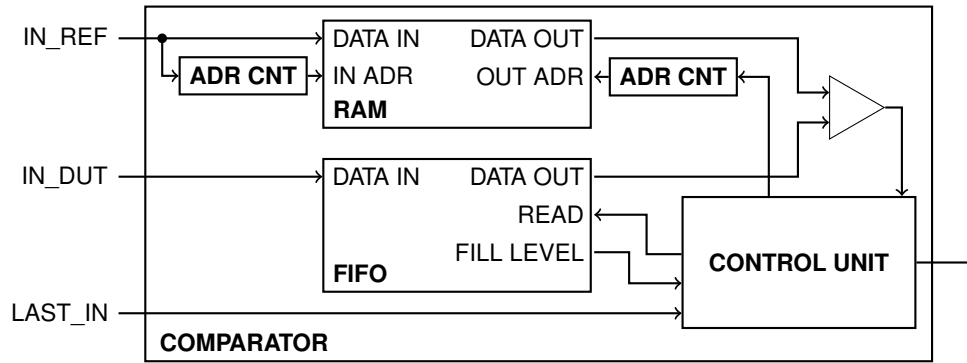 IN_REF
DATA IN
DATA OUT
ADR CNT
IN ADR
OUT ADR
ADR CNT
RAM
IN_DUT
DATA IN
DATA OUT
READ
FILL LEVEL
FIFO
CONTROL UNIT
LAST_IN
COMPARATOR